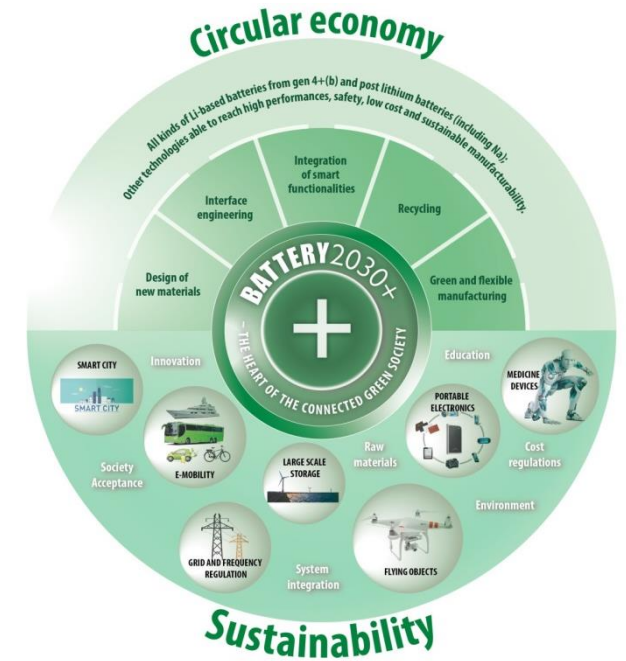 Circular economy
All kinds of Li-based batteries from gen 4+(b) and post lithium batteries (including Na);
Other technologies able to reach high performances, safety, low cost and sustainable manufacturability.
Integration
of smart
functionalities
Interface
engineering
Recycling
Design of
new materials
Green and flexible
manufacturing
BATTERY2030+
+
– THE HEART OF THE CONNECTED GREEN SOCIETY
SMART CITY
SMART CITY
Innovation
Education
MEDICINE
DEVICES
PORTABLE
ELECTRONICS
E-MOBILITY
Society
Acceptance
LARGE SCALE
STORAGE
Raw
materials
Cost
regulations
Environment
GRID AND FREQUENCY
REGULATION
System
integration
FLYING OBJECTS
Sustainability